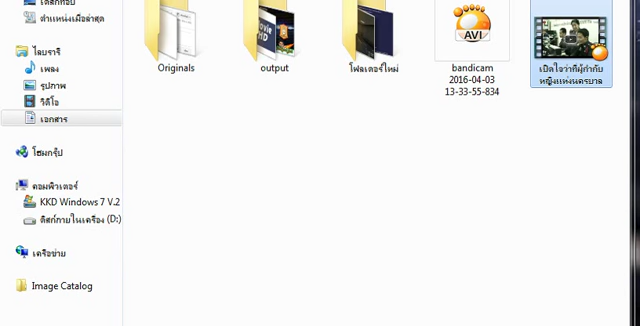 เดสก์ท็อป
ตำแหน่งเมื่อล่าสุด
ไลบรารี
เพลง
รูปภาพ
วิดีโอ
เอกสาร
โฮมกรุ๊ป
คอมพิวเตอร์
KKD Windows 7 V.2
ดิสก์ภายในเครื่อง (D:)
เครือข่าย
Image Catalog
Originals
output
โฟลเดอร์ใหม่
AVI
bandicam
2016-04-03
13-33-55-834
เปิดใจว่าที่ผู้กำกับ
หญิงแห่งนครบาล